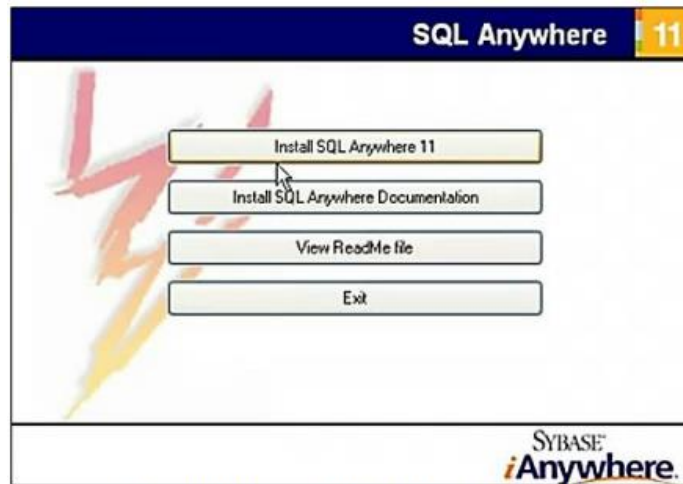 SQL Anywhere 11
Install SQL Anywhere 11
Install SQL Anywhere Documentation
View ReadMe file
Exit
SYBASE
iAnywhere.